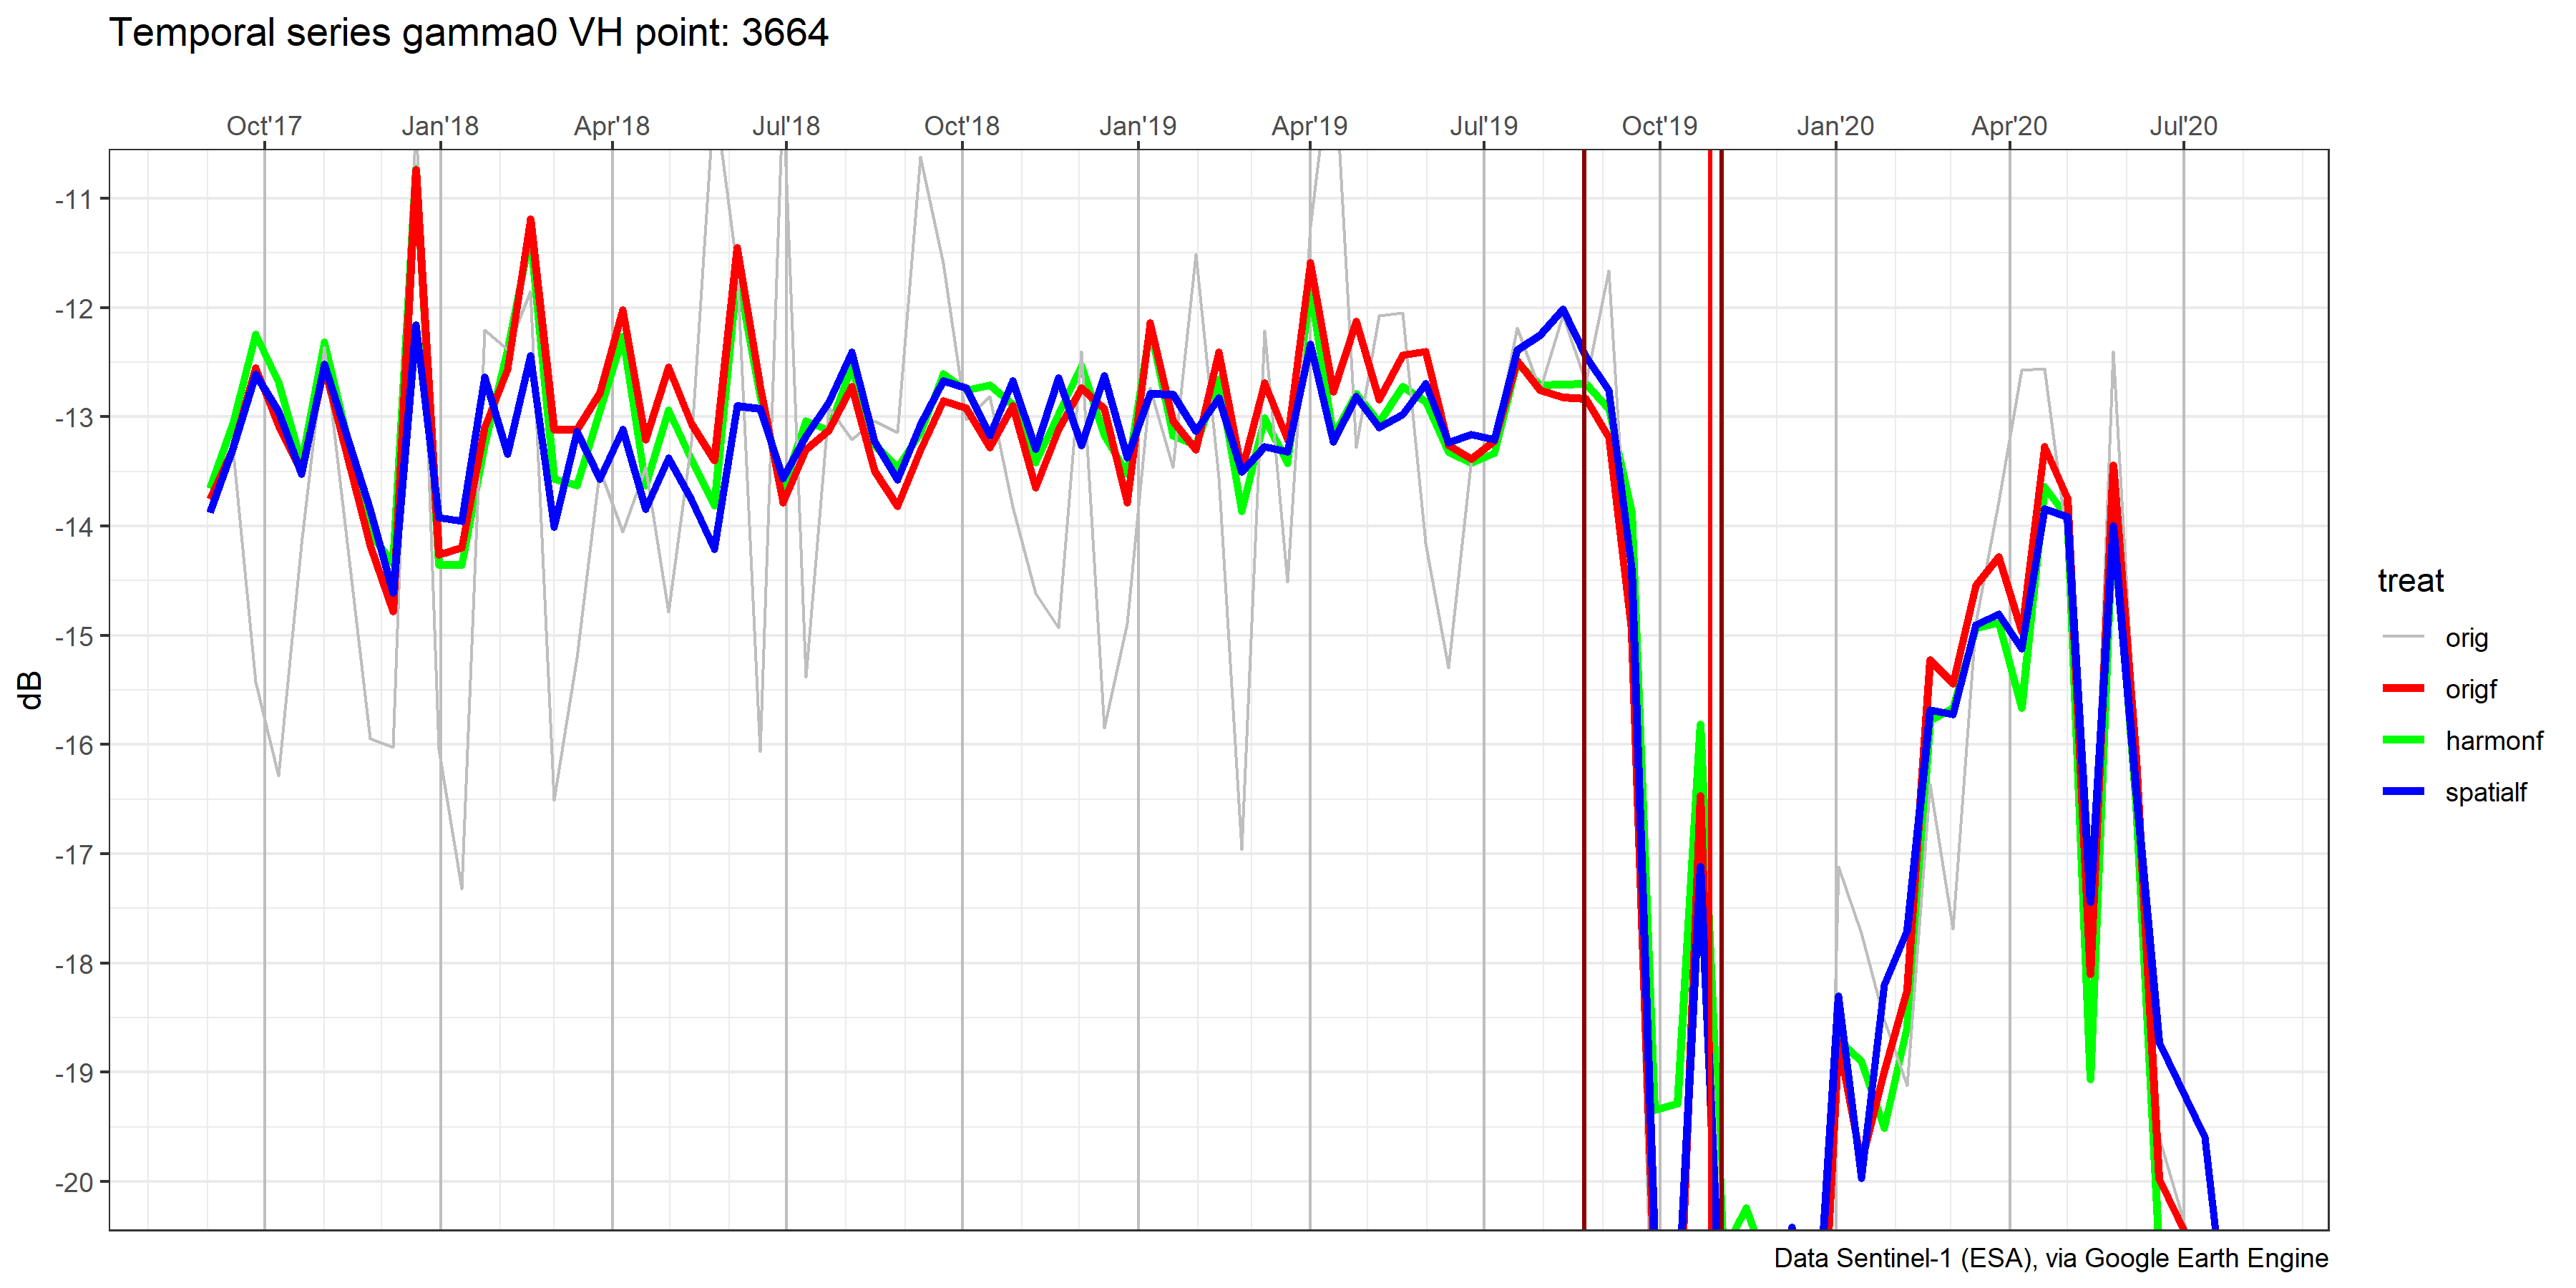 Temporal series gamma0 VH point: 3664
Oct'17 Jan'18 Apr'18 Jul'18 Oct'18 Jan'19 Apr'19 Jul'19 Oct'19 Jan'20 Apr'20 Jul'20
-11
-12
-13
-14
-15
-16
-17
-18
-19
-20
dB
treat
orig
origf
harmonf
spatialf
Data Sentinel-1 (ESA), via Google Earth Engine